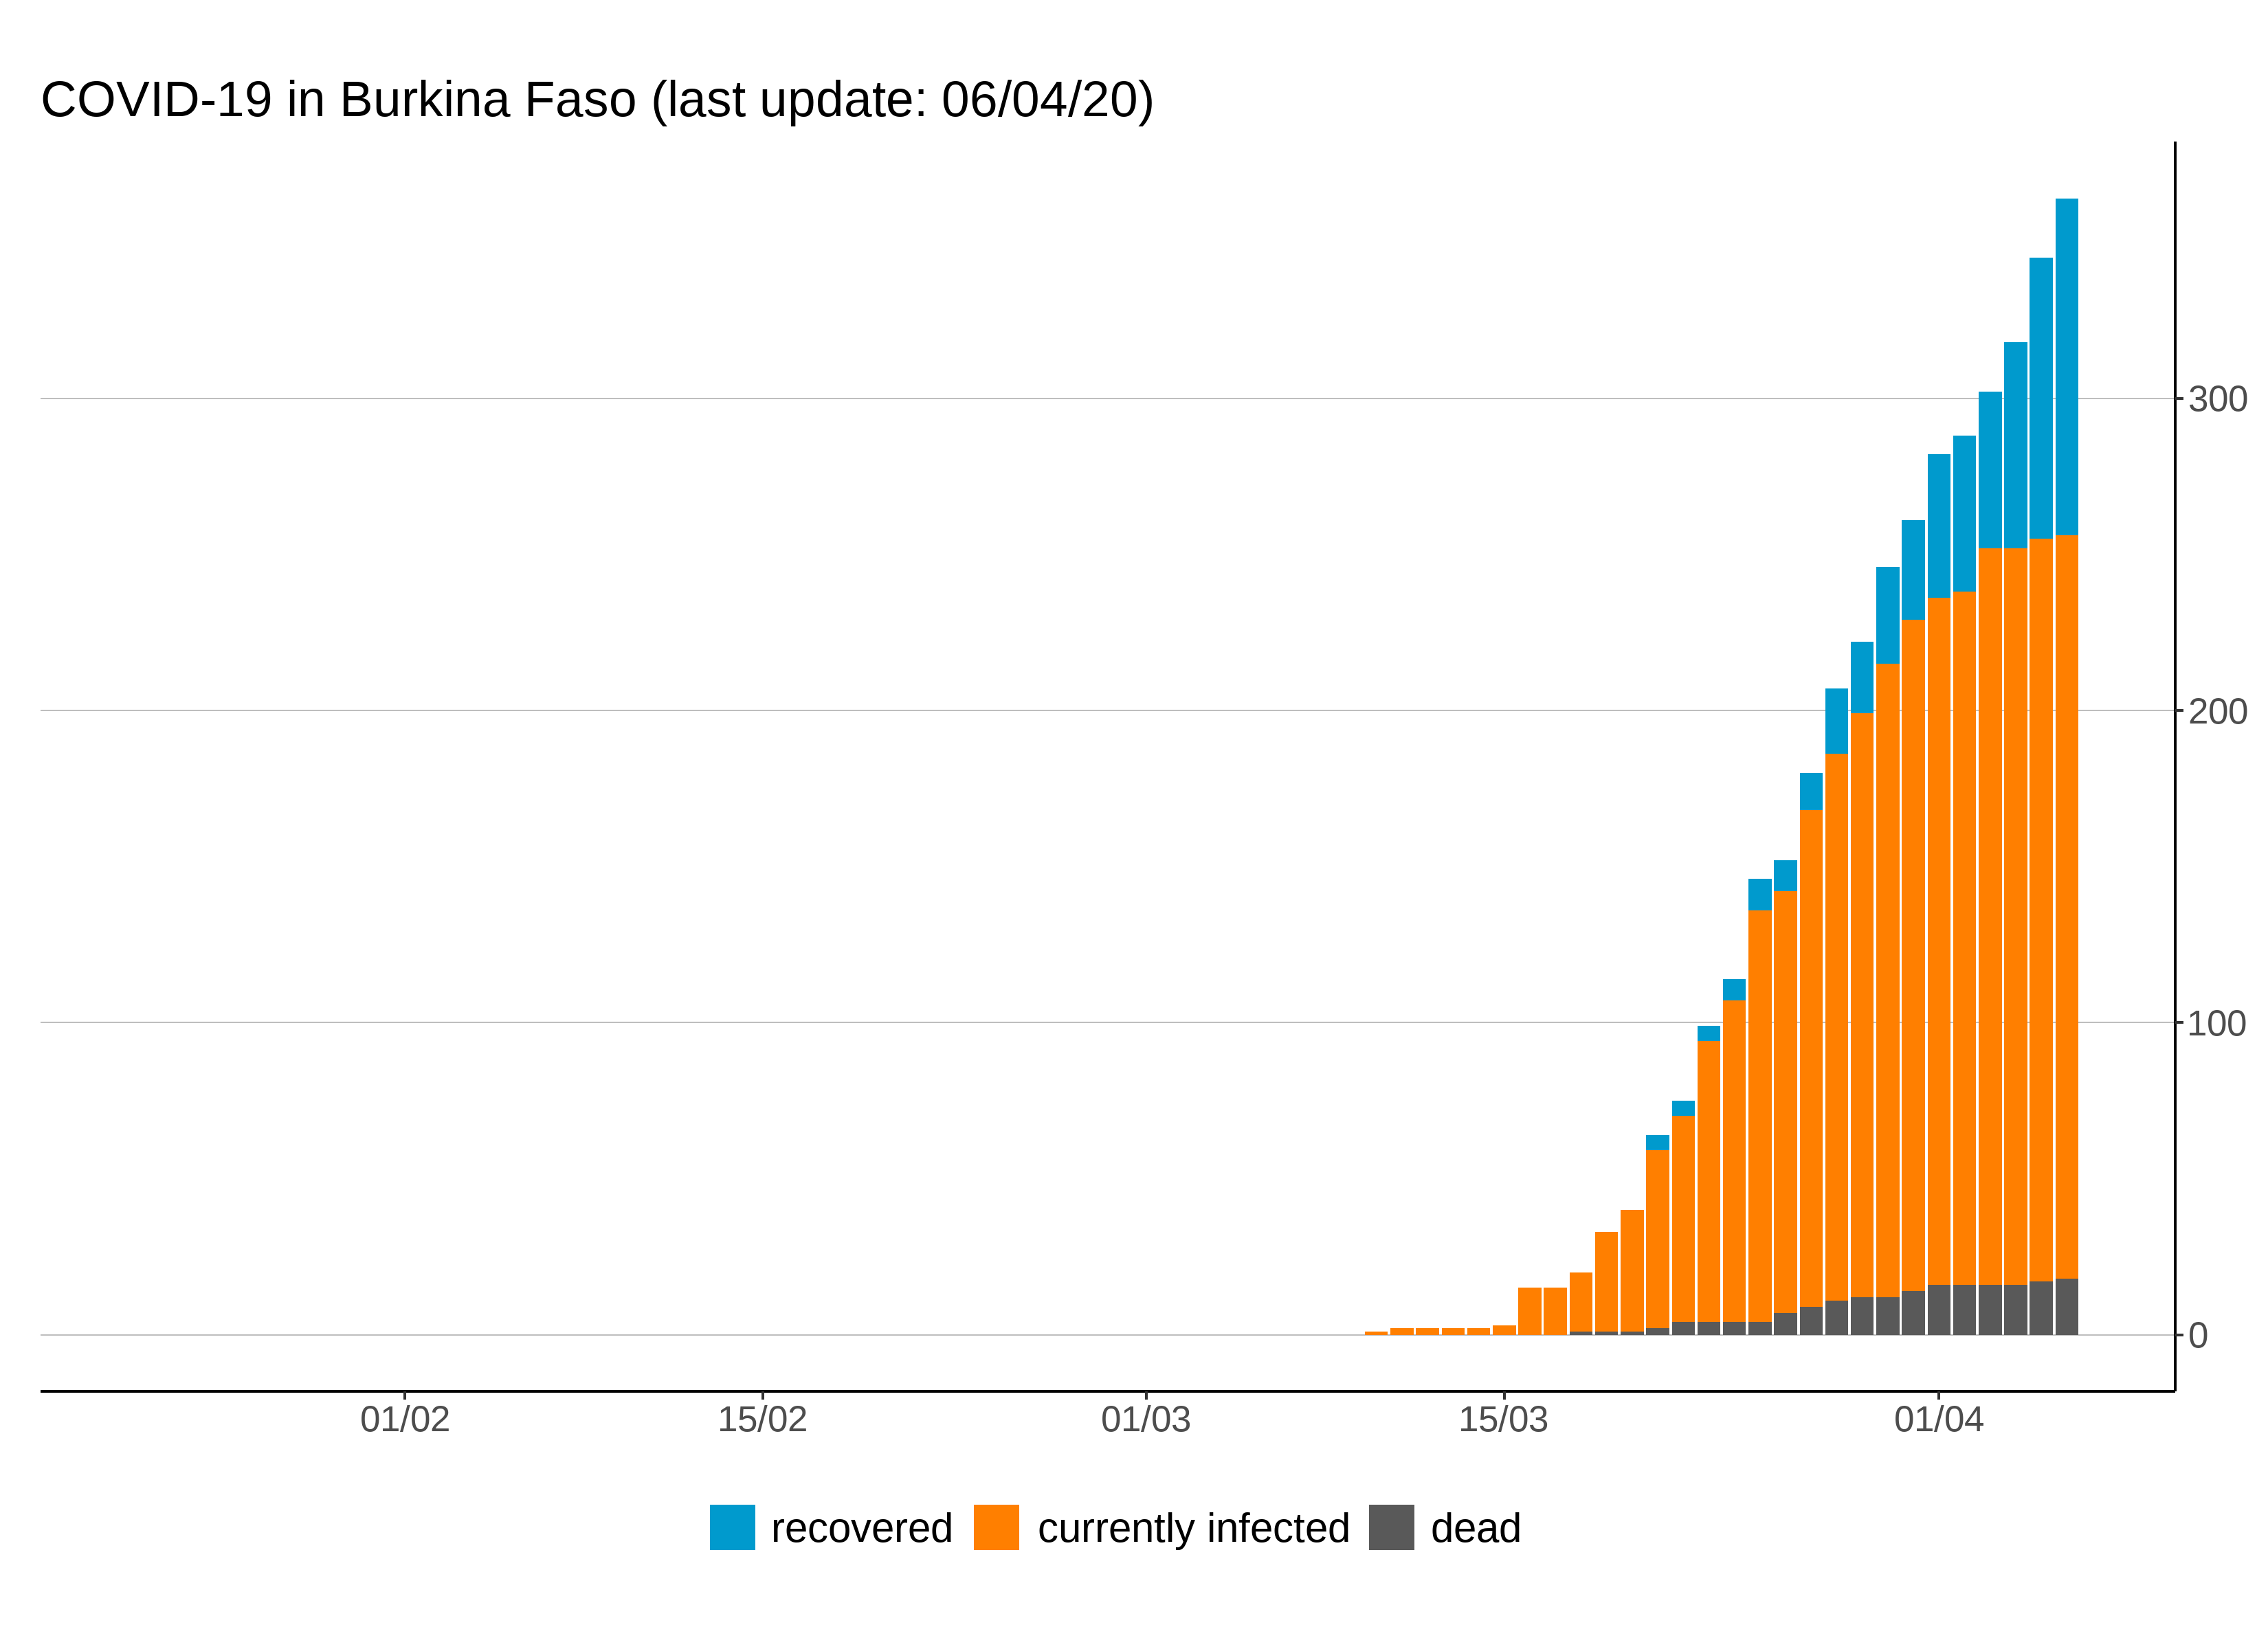 COVID-19 in Burkina Faso (last update: 06/04/20)
300
200
100
0
01/02 15/02 01/03 15/03 01/04
recovered currently infected dead